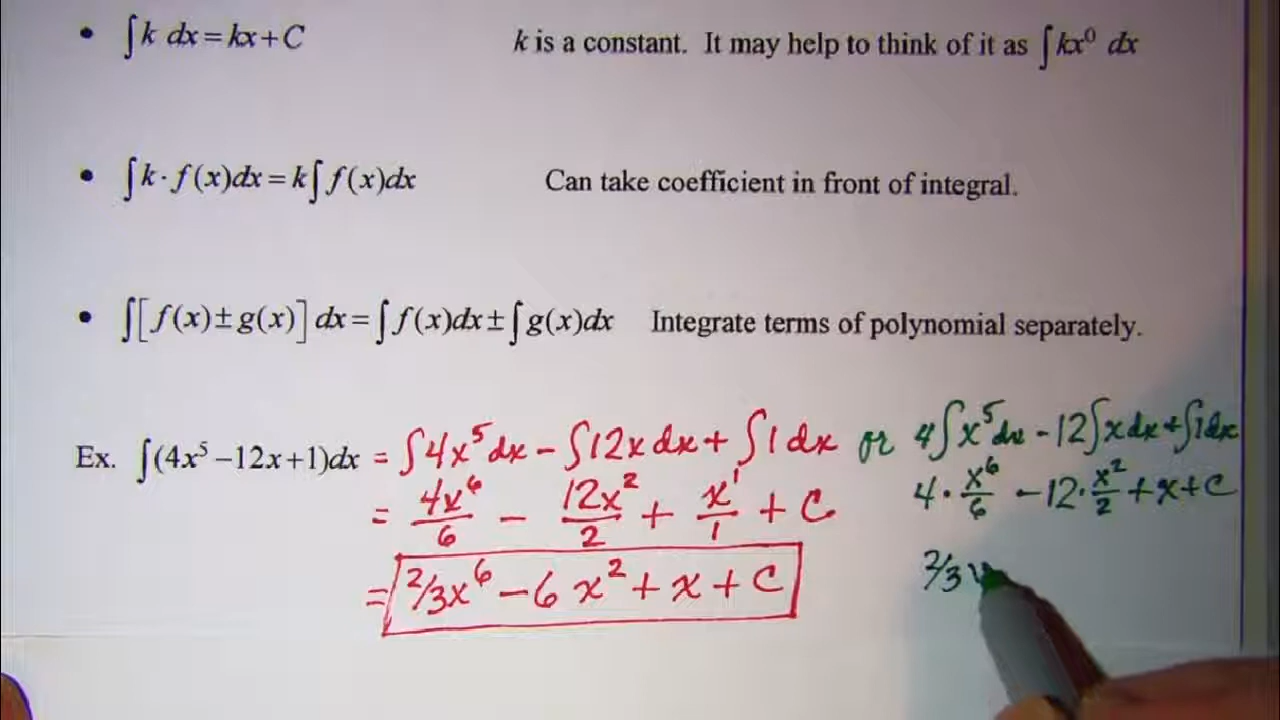 • ∫k dx = kx + C k is a constant. It may help to think of it as ∫kx⁰ dx
• ∫k · f(x)dx = k∫f(x)dx Can take coefficient in front of integral.
• ∫[f(x) ± g(x)] dx = ∫f(x)dx ± ∫g(x)dx Integrate terms of polynomial separately.
Ex. ∫(4x⁵ − 12x + 1)dx = ∫4x⁵dx − ∫12x dx + ∫1 dx or 4∫x⁵dx − 12∫x dx + ∫1dx
= 4x⁶/6 − 12x²/2 + x¹/1 + C 4 · x⁶/6 − 12 · x²/2 + x + C
= 2/3x⁶ − 6x² + x + C 2/3